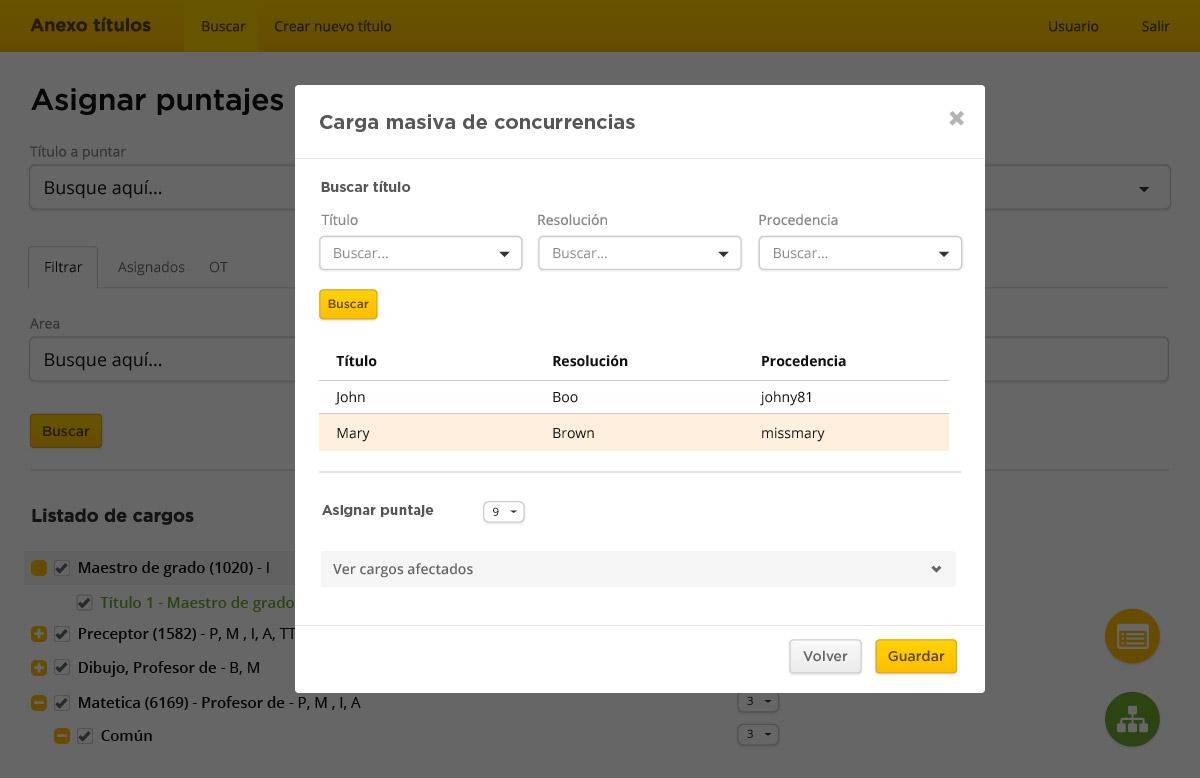 Anexo títulos Buscar Crear nuevo título Usuario Salir
Asignar puntajes
Título a puntar
Busque aquí...
Filtrar Asignados OT
Area
Busque aquí...
Buscar
Listado de cargos
Maestro de grado (1020) - I
Título 1 - Maestro de grado
Preceptor (1582) - P, M , I, A, TT
Dibujo, Profesor de - B, M
Matetica (6169) - Profesor de - P, M , I, A 3
Común 3
Carga masiva de concurrencias
Buscar título
Título Resolución Procedencia
Buscar... Buscar... Buscar...
Buscar
Título Resolución Procedencia
John Boo johny81
Mary Brown missmary
Asignar puntaje 9
Ver cargos afectados
Volver Guardar